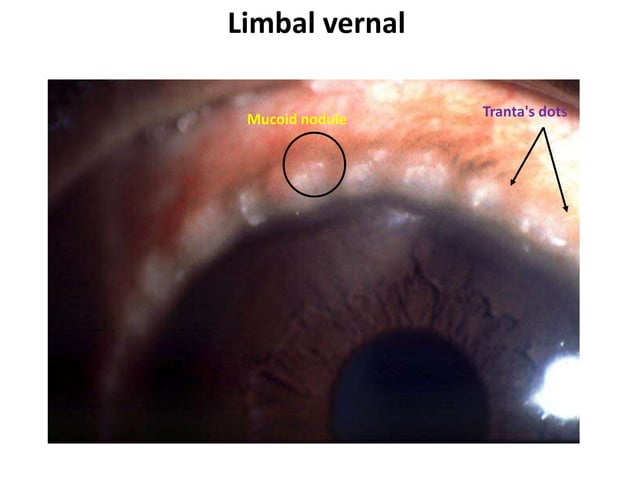 Limbal vernal
Mucoid nodule
Tranta's dots